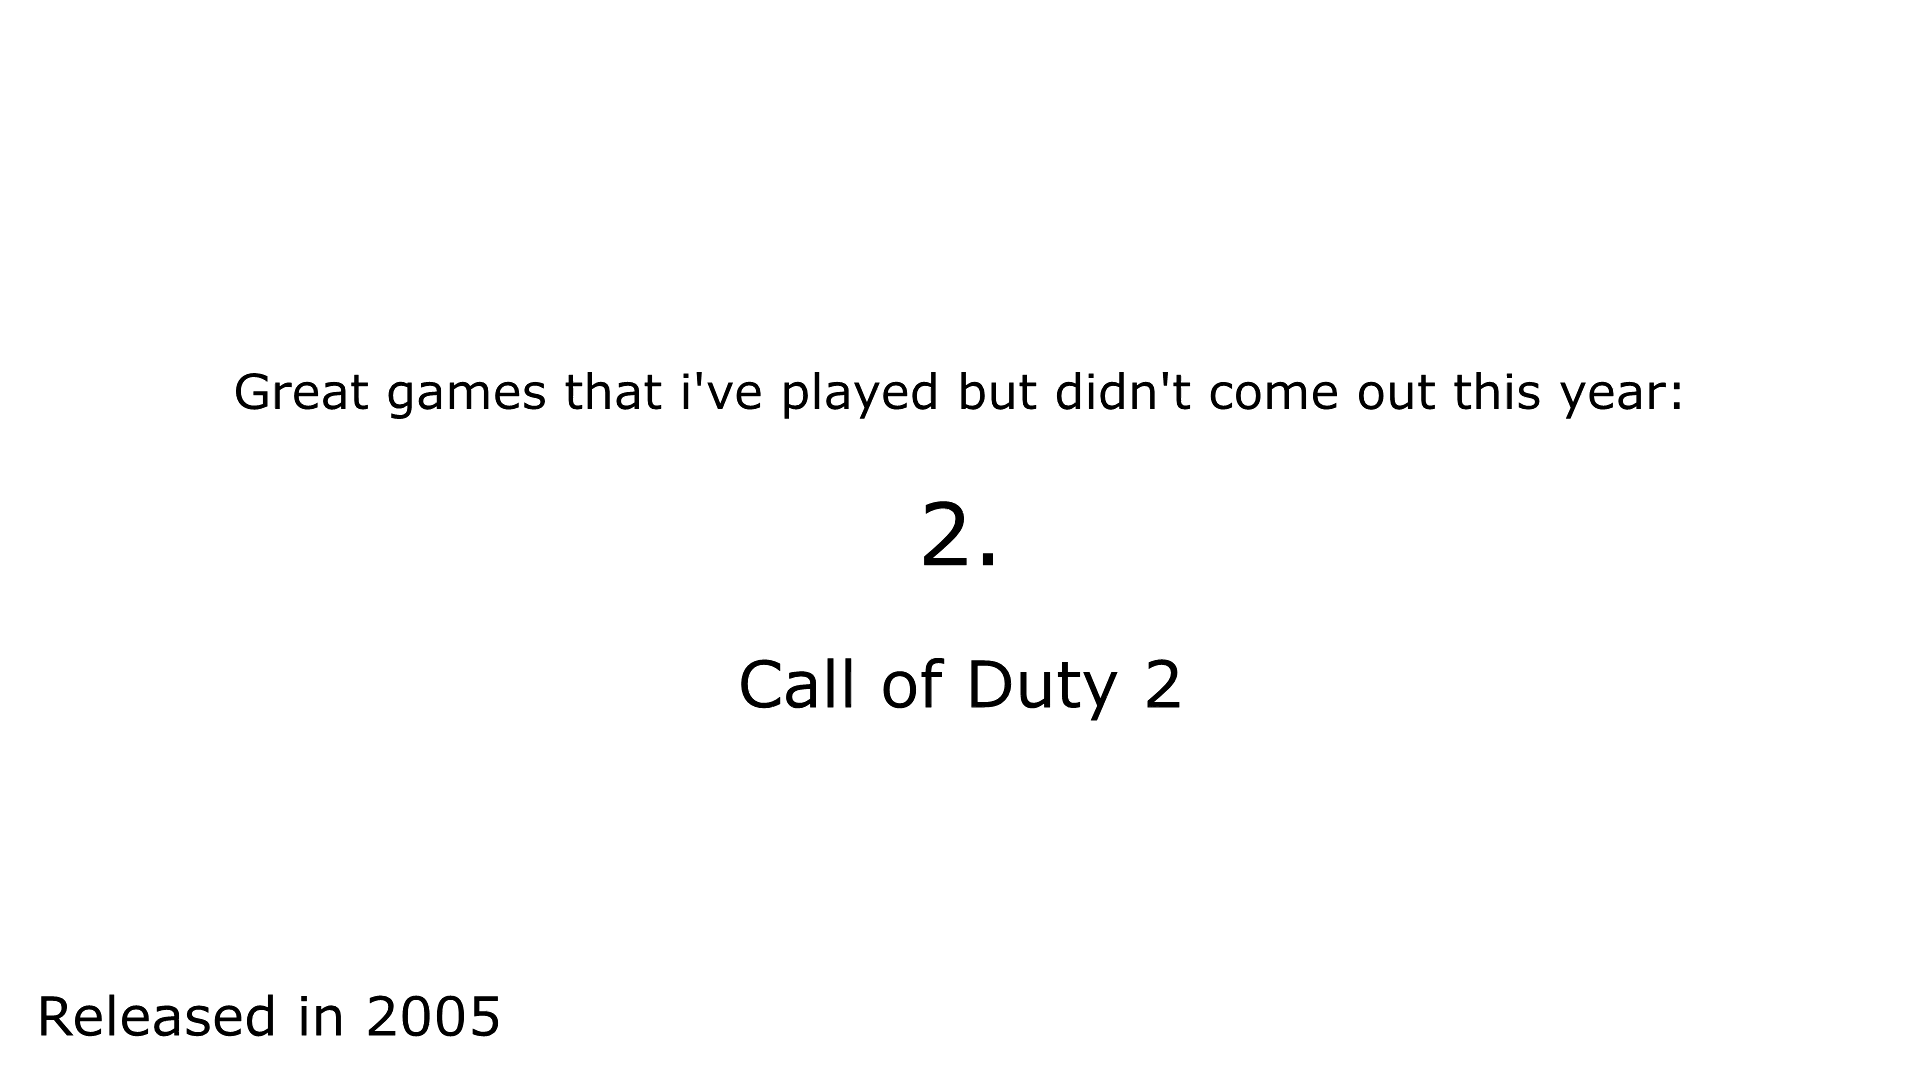 Great games that i've played but didn't come out this year:
2.
Call of Duty 2
Released in 2005